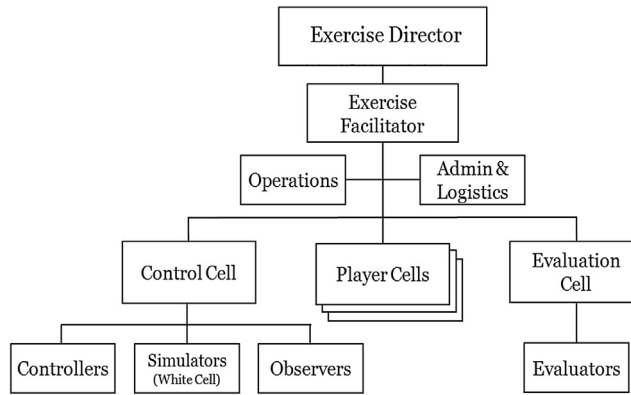 Exercise Director
Exercise
Facilitator
Operations
Admin &
Logistics
Control Cell
Player Cells
Evaluation
Cell
Controllers
Simulators
(White Cell)
Observers
Evaluators